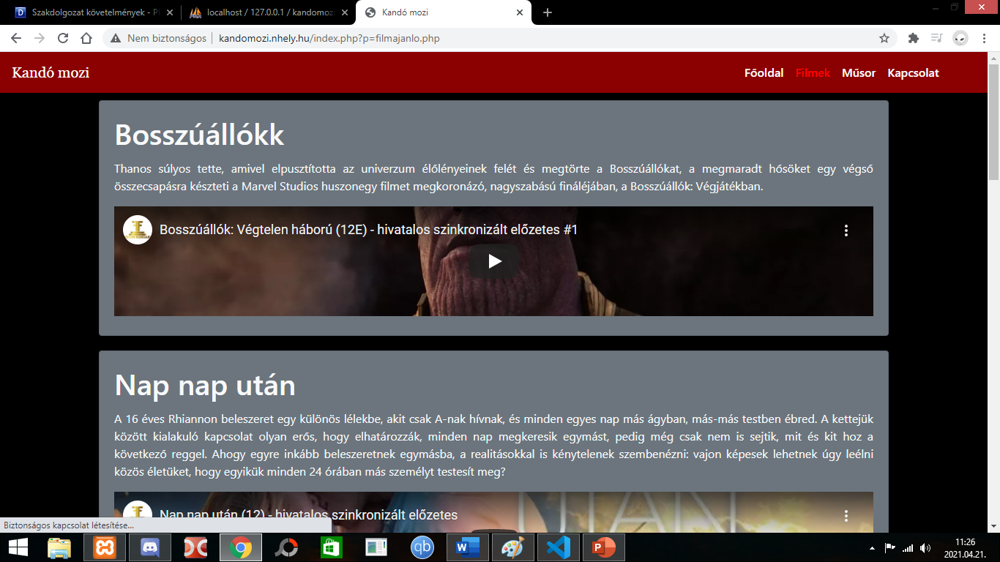 Szakdolgozat követelmények - P
localhost / 127.0.0.1 / kandomozi
Kandó mozi
Nem biztonságos
kandomozi.nhely.hu/index.php?p=filmajanlo.php
Kandó mozi
Főoldal
Filmek
Műsor
Kapcsolat
Bosszúállókk
Thanos súlyos tette, amivel elpusztította az univerzum élőlényeinek felét és megtörte a Bosszúállókat, a megmaradt hősöket egy végső
összecsapásra készteti a Marvel Studios huszonegy filmet megkoronázó, nagyszabású fináléjában, a Bosszúállók: Végjátékban.
Bosszúállók: Végtelen háború (12E) - hivatalos szinkronizált előzetes #1
Nap nap után
A 16 éves Rhiannon beleszeret egy különös lélekbe, akit csak A-nak hívnak, és minden egyes nap más ágyban, más-más testben ébred. A kettejük
között kialakuló kapcsolat olyan erős, hogy elhatározzák, minden nap megkeresik egymást, pedig még csak nem is sejtik, mit és kit hoz a
következő reggel. Ahogy egyre inkább beleszeretnek egymásba, a realitásokkal is kénytelenek szembenézni: vajon képesek lehetnek úgy leélni
közös életüket, hogy egyikük minden 24 órában más személyt testesít meg?
Nap nap után (12) - hivatalos szinkronizált előzetes
UTÁN
Biztonságos kapcsolat létesítése...
qb
11:26
2021.04.21.